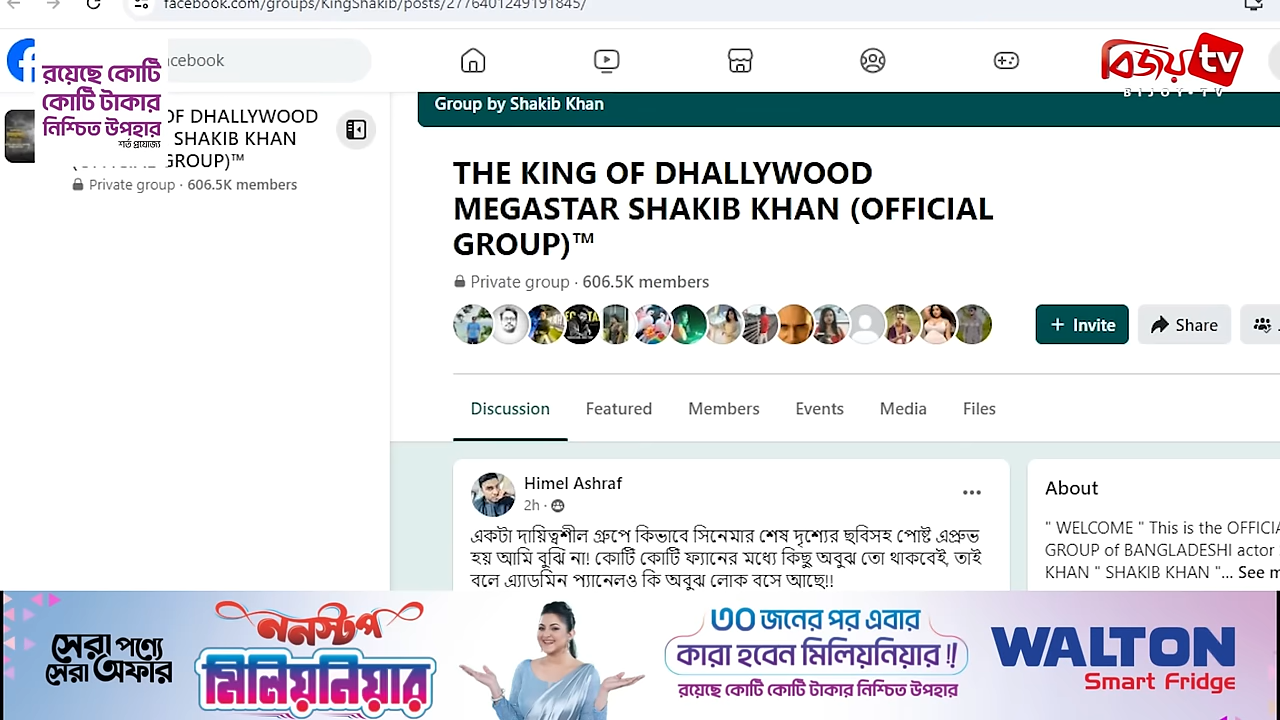 facebook.com/groups/KingShakib/posts/2776401249191845/
acebook
রয়েছে কোটি
কোটি টাকার
নিশ্চিত উপহার
শর্ত প্রযোজ্য
OF DHALLYWOOD
SHAKIB KHAN
GROUP)™
Private group · 606.5K members
বিজয় tv
BIJOY-TV
Group by Shakib Khan
THE KING OF DHALLYWOOD
MEGASTAR SHAKIB KHAN (OFFICIAL
GROUP)™
Private group · 606.5K members
+ Invite
Share
Discussion
Featured
Members
Events
Media
Files
Himel Ashraf
2h ·
একটা দায়িত্বশীল গ্রুপে কিভাবে সিনেমার শেষ দৃশ্যের ছবিসহ পোষ্ট এপ্রুভ
হয় আমি বুঝি না! কোটি কোটি ফ্যানের মধ্যে কিছু অবুঝ তো থাকবেই, তাই
বলে এ্যাডমিন প্যানেলও কি অবুঝ লোক বসে আছে!!
About
" WELCOME " This is the OFFICIA
GROUP of BANGLADESHI actor
KHAN " SHAKIB KHAN "... See m
সেরা পণ্যে
সেরা অফার
ননস্টপ
মিলিয়নিয়ার
৩০ জনের পর এবার
কারা হবেন মিলিয়নিয়ার !!
রয়েছে কোটি কোটি টাকার নিশ্চিত উপহার
WALTON
Smart Fridge